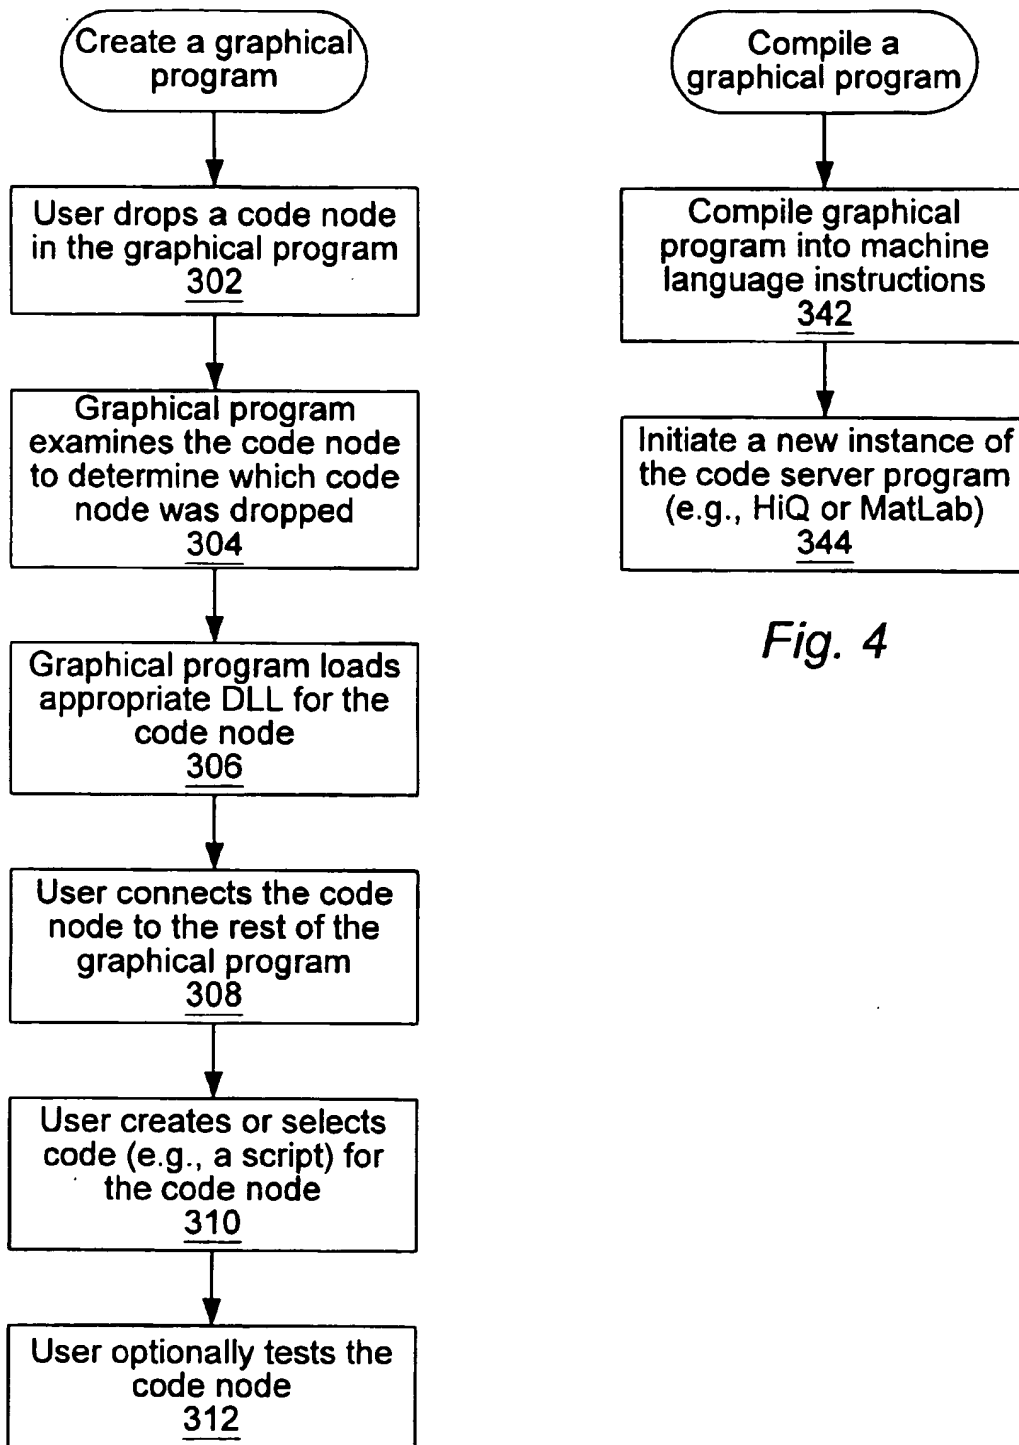 Create a graphical
program
User drops a code node
in the graphical program
302
Graphical program
examines the code node
to determine which code
node was dropped
304
Graphical program loads
appropriate DLL for the
code node
306
User connects the code
node to the rest of the
graphical program
308
User creates or selects
code (e.g., a script) for
the code node
310
User optionally tests the
code node
312
Compile a
graphical program
Compile graphical
program into machine
language instructions
342
Initiate a new instance of
the code server program
(e.g., HiQ or MatLab)
344
Fig. 4